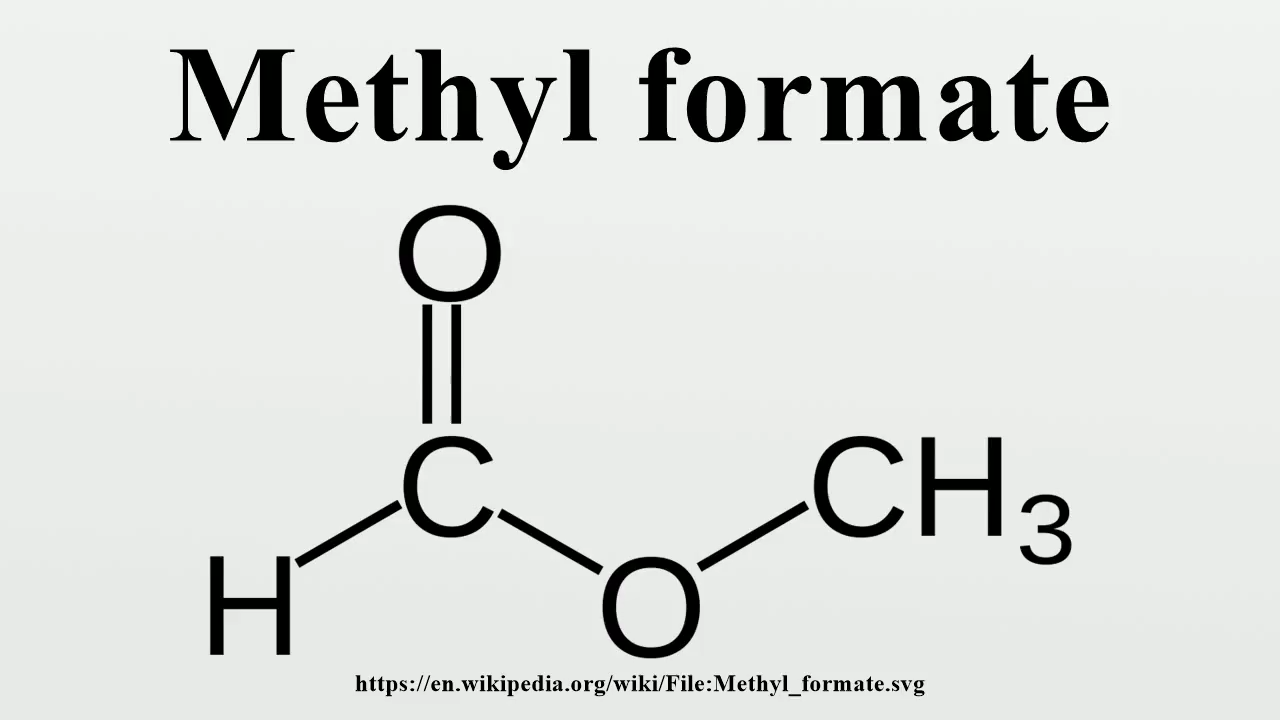 Methyl formate
O
C
CH3
H
O
https://en.wikipedia.org/wiki/File:Methyl_formate.svg